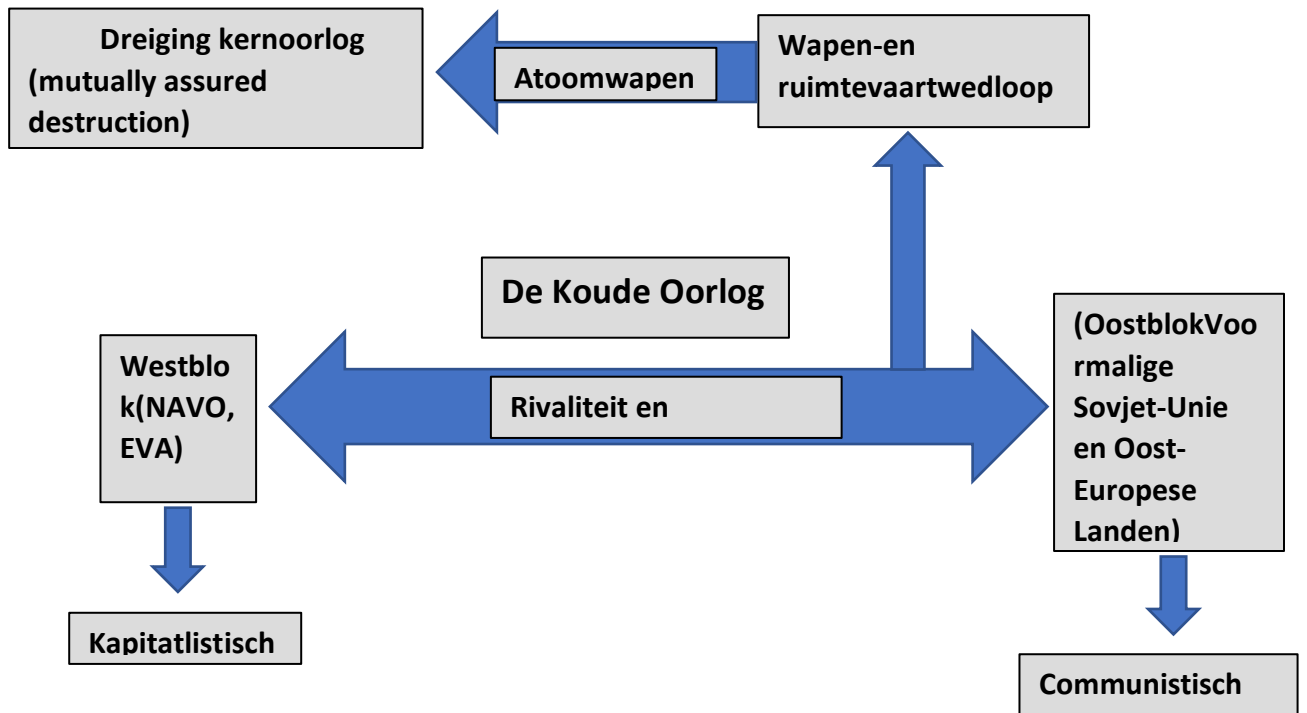 Dreiging kernoorlog
(mutually assured
destruction)
Atoomwapen
Wapen-en
ruimtevaartwedloop
De Koude Oorlog
Westblo
k(NAVO,
EVA)
Rivaliteit en
(OostblokVoo
rmalige
Sovjet-Unie
en Oost-
Europese
Landen)
Kapitatlistisch
Communistisch